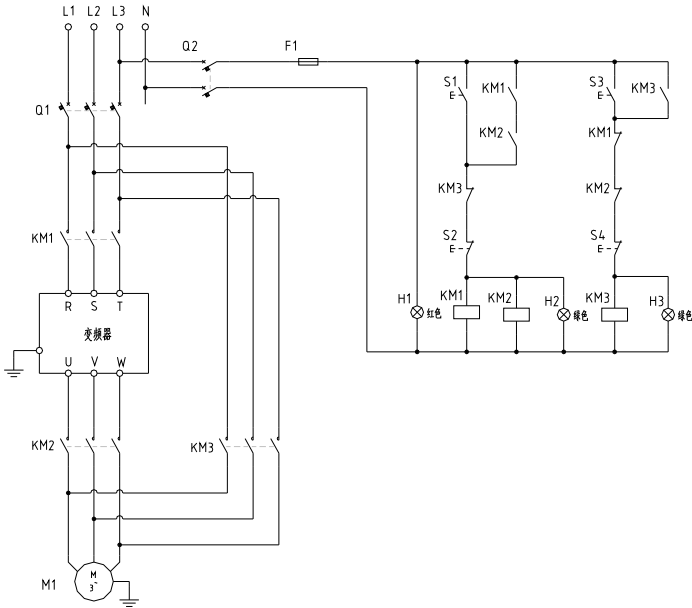 L1 L2 L3 N
Q2 F1
S1 KM1 S3 KM3
Q1
KM2 KM1
KM3 KM2
KM1 S2 S4
R S T
变频器
H1 红色 KM1 KM2 H2 绿色 KM3 H3 绿色
U V W
KM2 KM3
M1 M
3~